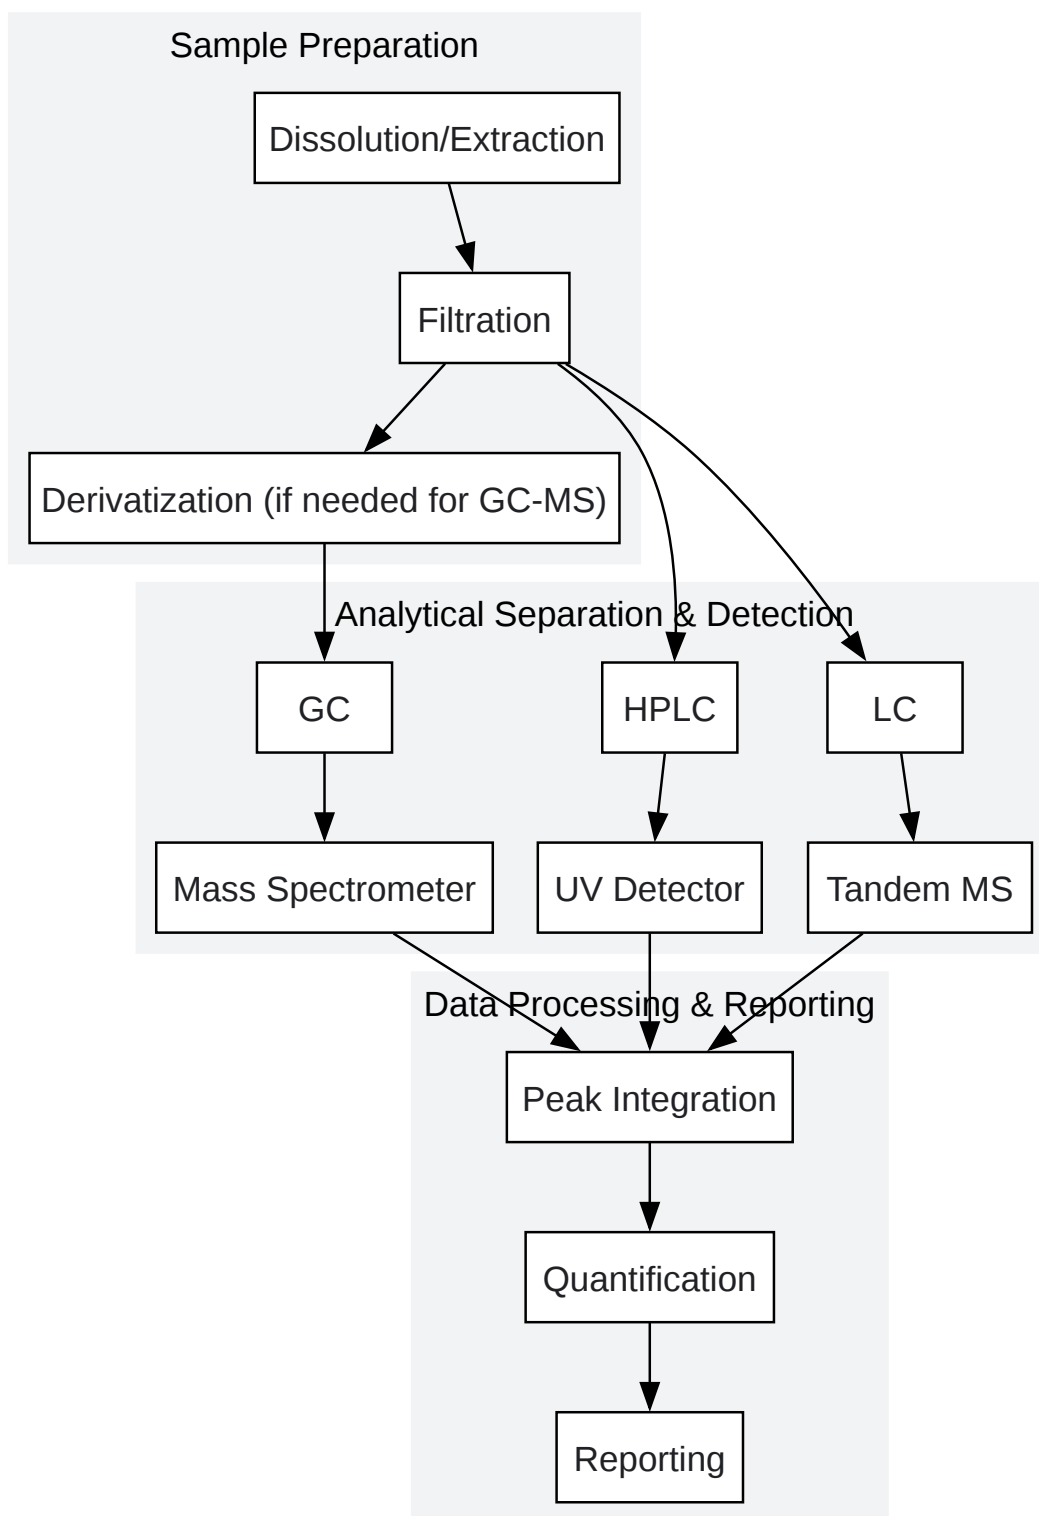 Sample Preparation
Dissolution/Extraction
Filtration
Derivatization (if needed for GC-MS)
Analytical Separation & Detection
GC
HPLC
LC
Mass Spectrometer
UV Detector
Tandem MS
Data Processing & Reporting
Peak Integration
Quantification
Reporting